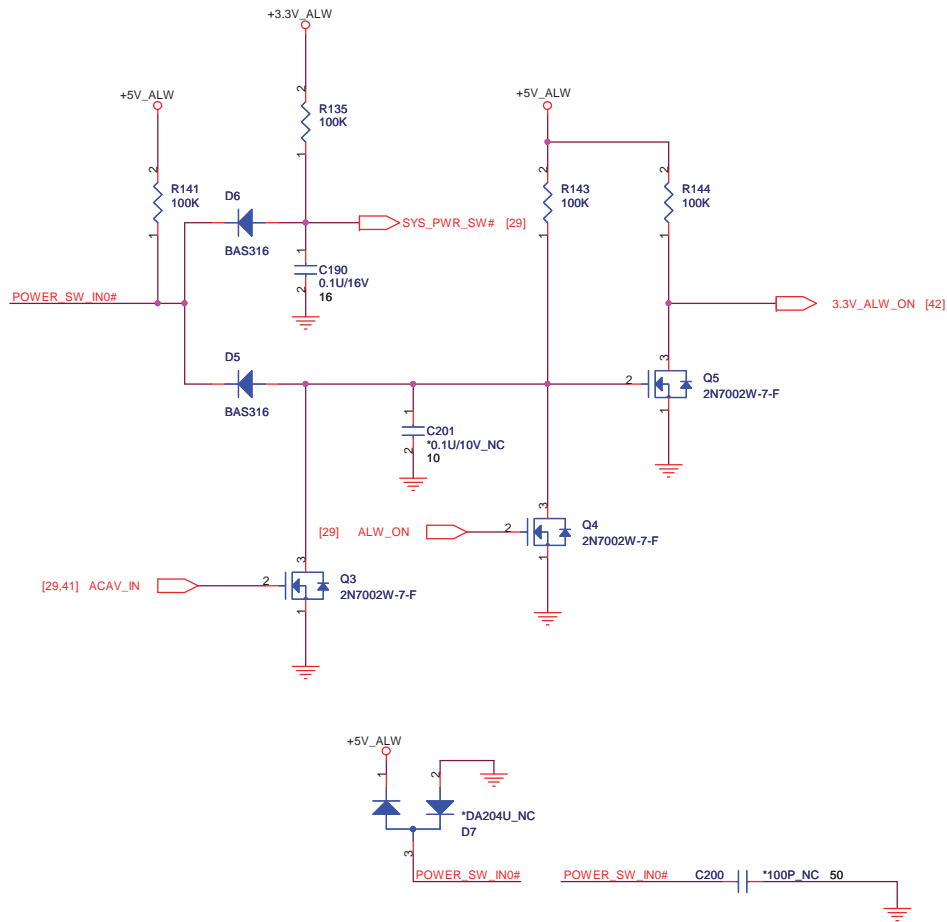 +3.3V_ALW
2
R135
100K
1
+5V_ALW
2
R141
100K
1
D6
BAS316
SYS_PWR_SW# [29]
1
C190
0.1U/16V
2
16
POWER_SW_IN0#
D5
BAS316
+5V_ALW
2
R143
100K
1
2
R144
100K
1
3.3V_ALW_ON [42]
3
Q5
2
2N7002W-7-F
1
1
C201
*0.1U/10V_NC
2
10
[29] ALW_ON
3
Q4
2
2N7002W-7-F
1
[29,41] ACAV_IN
3
Q3
2
2N7002W-7-F
1
+5V_ALW
1
2
*DA204U_NC
D7
3
POWER_SW_IN0#
POWER_SW_IN0#
C200
*100P_NC 50